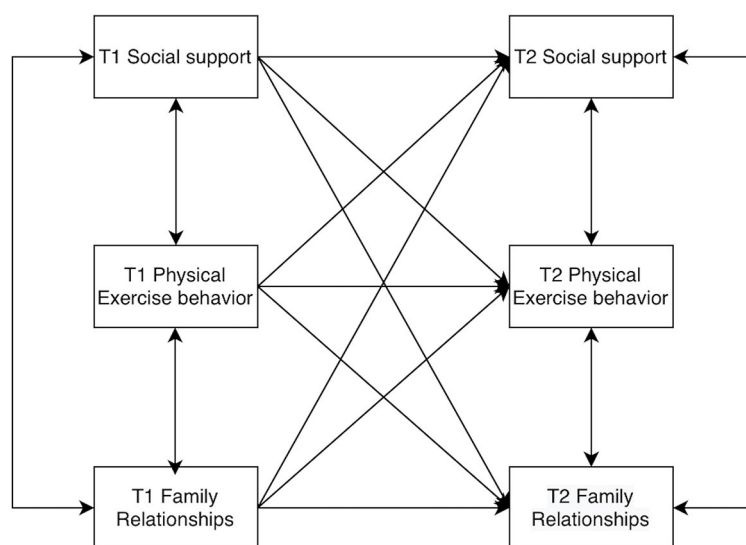 T1 Social support
T2 Social support
T1 Physical
Exercise behavior
T2 Physical
Exercise behavior
T1 Family
Relationships
T2 Family
Relationships